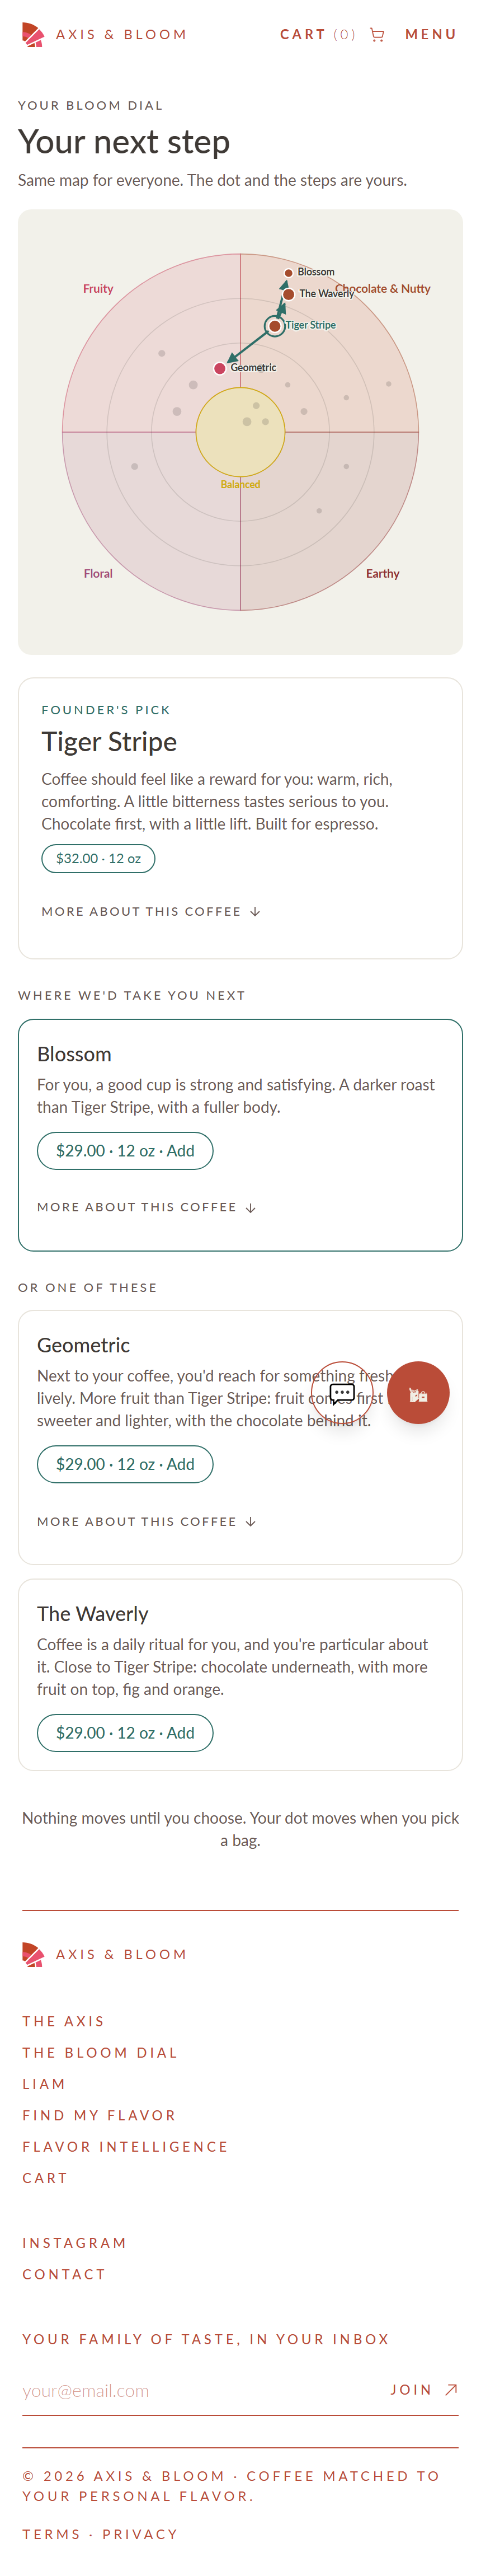 AXIS & BLOOM
CART (0)
MENU
YOUR BLOOM DIAL
Your next step
Same map for everyone. The dot and the steps are yours.
Blossom
Fruity
Chocolate & Nutty
The Waverly
Tiger Stripe
Geometric
Balanced
Floral
Earthy
FOUNDER'S PICK
Tiger Stripe
Coffee should feel like a reward for you: warm, rich,
comforting. A little bitterness tastes serious to you.
Chocolate first, with a little lift. Built for espresso.
$32.00 · 12 oz
MORE ABOUT THIS COFFEE ↓
WHERE WE'D TAKE YOU NEXT
Blossom
For you, a good cup is strong and satisfying. A darker roast
than Tiger Stripe, with a fuller body.
$29.00 · 12 oz · Add
MORE ABOUT THIS COFFEE ↓
OR ONE OF THESE
Geometric
Next to your coffee, you'd reach for something fresh
lively. More fruit than Tiger Stripe: fruit first
sweeter and lighter, with the chocolate behind it.
$29.00 · 12 oz · Add
MORE ABOUT THIS COFFEE ↓
The Waverly
Coffee is a daily ritual for you, and you're particular about
it. Close to Tiger Stripe: chocolate underneath, with more
fruit on top, fig and orange.
$29.00 · 12 oz · Add
Nothing moves until you choose. Your dot moves when you pick
a bag.
AXIS & BLOOM
THE AXIS
THE BLOOM DIAL
LIAM
FIND MY FLAVOR
FLAVOR INTELLIGENCE
CART
INSTAGRAM
CONTACT
YOUR FAMILY OF TASTE, IN YOUR INBOX
your@email.com
JOIN
© 2026 AXIS & BLOOM · COFFEE MATCHED TO
YOUR PERSONAL FLAVOR.
TERMS · PRIVACY